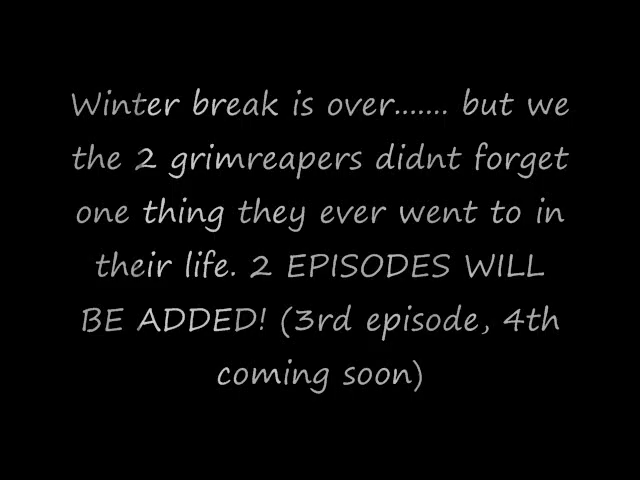 Winter break is over....... but we
the 2 grimreapers didnt forget
one thing they ever went to in
their life. 2 EPISODES WILL
BE ADDED! (3rd episode, 4th
coming soon)